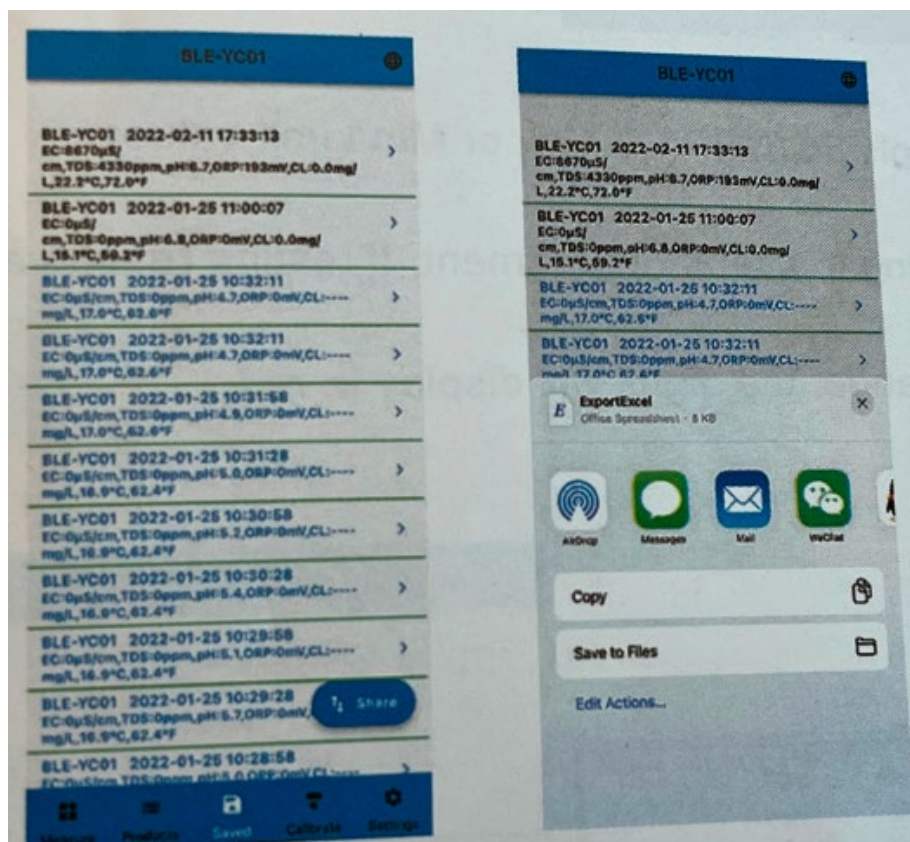 BLE-YC01
BLE-YC01 2022-02-11 17:33:13
EC:8670µS/
cm,TDS:4330ppm,pH:6.7,ORP:193mV,CL:0.0mg/
L,22.2°C,72.0°F
BLE-YC01 2022-01-25 11:00:07
EC:0µS/
cm,TDS:0ppm,pH:6.8,ORP:0mV,CL:0.0mg/
L,15.1°C,59.2°F
BLE-YC01 2022-01-25 10:32:11
EC:0µS/cm,TDS:0ppm,pH:4.7,ORP:0mV,CL:----
mg/L,17.0°C,62.6°F
BLE-YC01 2022-01-25 10:32:11
EC:0µS/cm,TDS:0ppm,pH:4.7,ORP:0mV,CL:----
mg/L,17.0°C,62.6°F
BLE-YC01 2022-01-25 10:31:58
EC:0µS/cm,TDS:0ppm,pH:4.9,ORP:0mV,CL:----
mg/L,17.0°C,62.6°F
BLE-YC01 2022-01-25 10:31:28
EC:0µS/cm,TDS:0ppm,pH:5.0,ORP:0mV,CL:----
mg/L,16.9°C,62.4°F
BLE-YC01 2022-01-25 10:30:58
EC:0µS/cm,TDS:0ppm,pH:5.2,ORP:0mV,CL:----
mg/L,16.9°C,62.4°F
BLE-YC01 2022-01-25 10:30:28
EC:0µS/cm,TDS:0ppm,pH:5.4,ORP:0mV,CL:----
mg/L,16.9°C,62.4°F
BLE-YC01 2022-01-25 10:29:58
EC:0µS/cm,TDS:0ppm,pH:5.1,ORP:0mV,CL:----
mg/L,16.9°C,62.4°F
BLE-YC01 2022-01-25 10:29:28
EC:0µS/cm,TDS:0ppm,pH:5.7,ORP:0mV,
mg/L,16.9°C,62.4°F
Share
BLE-YC01 2022-01-25 10:28:58
Measure Products Saved Calibrate Settings
BLE-YC01
BLE-YC01 2022-02-11 17:33:13
EC:8670µS/
cm,TDS:4330ppm,pH:6.7,ORP:193mV,CL:0.0mg/
L,22.2°C,72.0°F
BLE-YC01 2022-01-25 11:00:07
EC:0µS/
cm,TDS:0ppm,pH:6.8,ORP:0mV,CL:0.0mg/
L,15.1°C,59.2°F
BLE-YC01 2022-01-25 10:32:11
EC:0µS/cm,TDS:0ppm,pH:4.7,ORP:0mV,CL:----
mg/L,17.0°C,62.6°F
BLE-YC01 2022-01-25 10:32:11
EC:0µS/cm,TDS:0ppm,pH:4.7,ORP:0mV,CL:----
mg/L,17.0°C,62.6°F
E ExportExcel
Office Spreadsheet - 8 KB
AirDrop Messages Mail WeChat
Copy
Save to Files
Edit Actions...